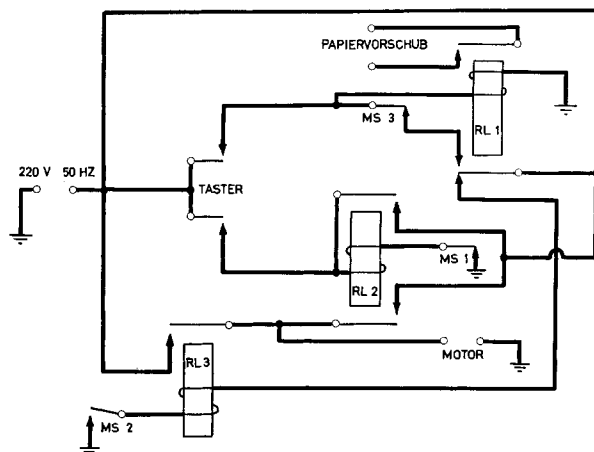 PAPIERVORSCHUB
RL 1
MS 3
220 V 50 HZ
TASTER
MS 1
RL 2
RL 3
MOTOR
MS 2